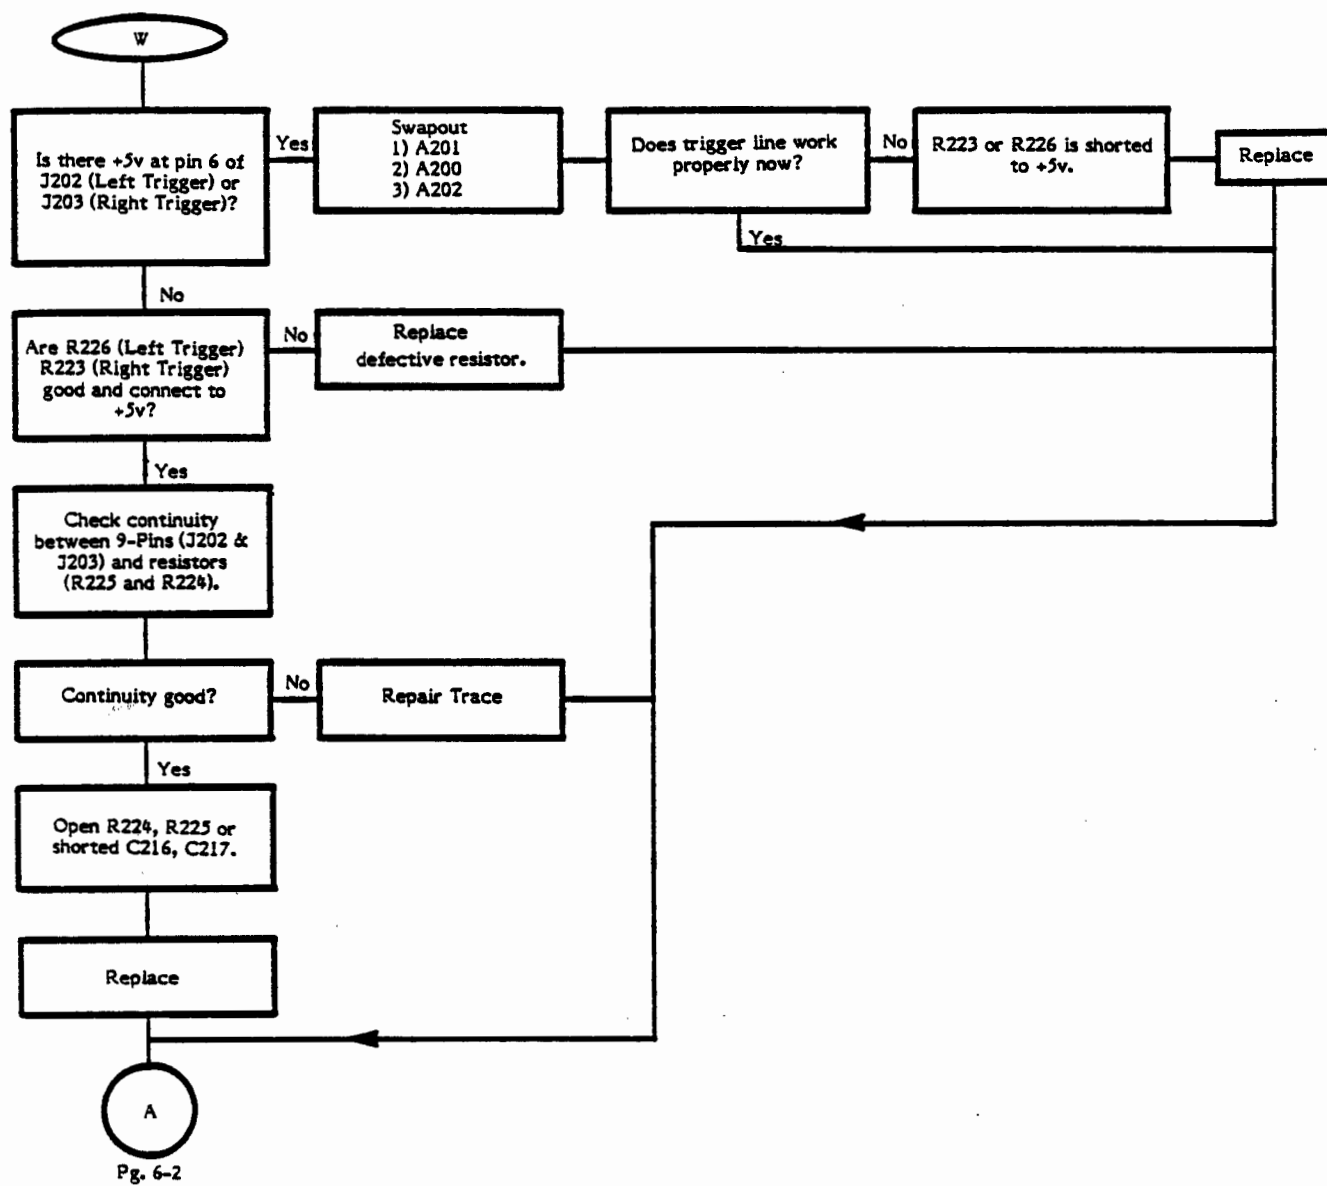 W
Is there +5v at pin 6 of
J202 (Left Trigger) or
J203 (Right Trigger)?
Yes
Swapout
1) A201
2) A200
3) A202
Does trigger line work
properly now?
No
R223 or R226 is shorted
to +5v.
Replace
Yes
No
Are R226 (Left Trigger)
R223 (Right Trigger)
good and connect to
+5v?
No
Replace
defective resistor.
Yes
Check continuity
between 9-Pins (J202 &
J203) and resistors
(R225 and R224).
Continuity good?
No
Repair Trace
Yes
Open R224, R225 or
shorted C216, C217.
Replace
A
Pg. 6-2